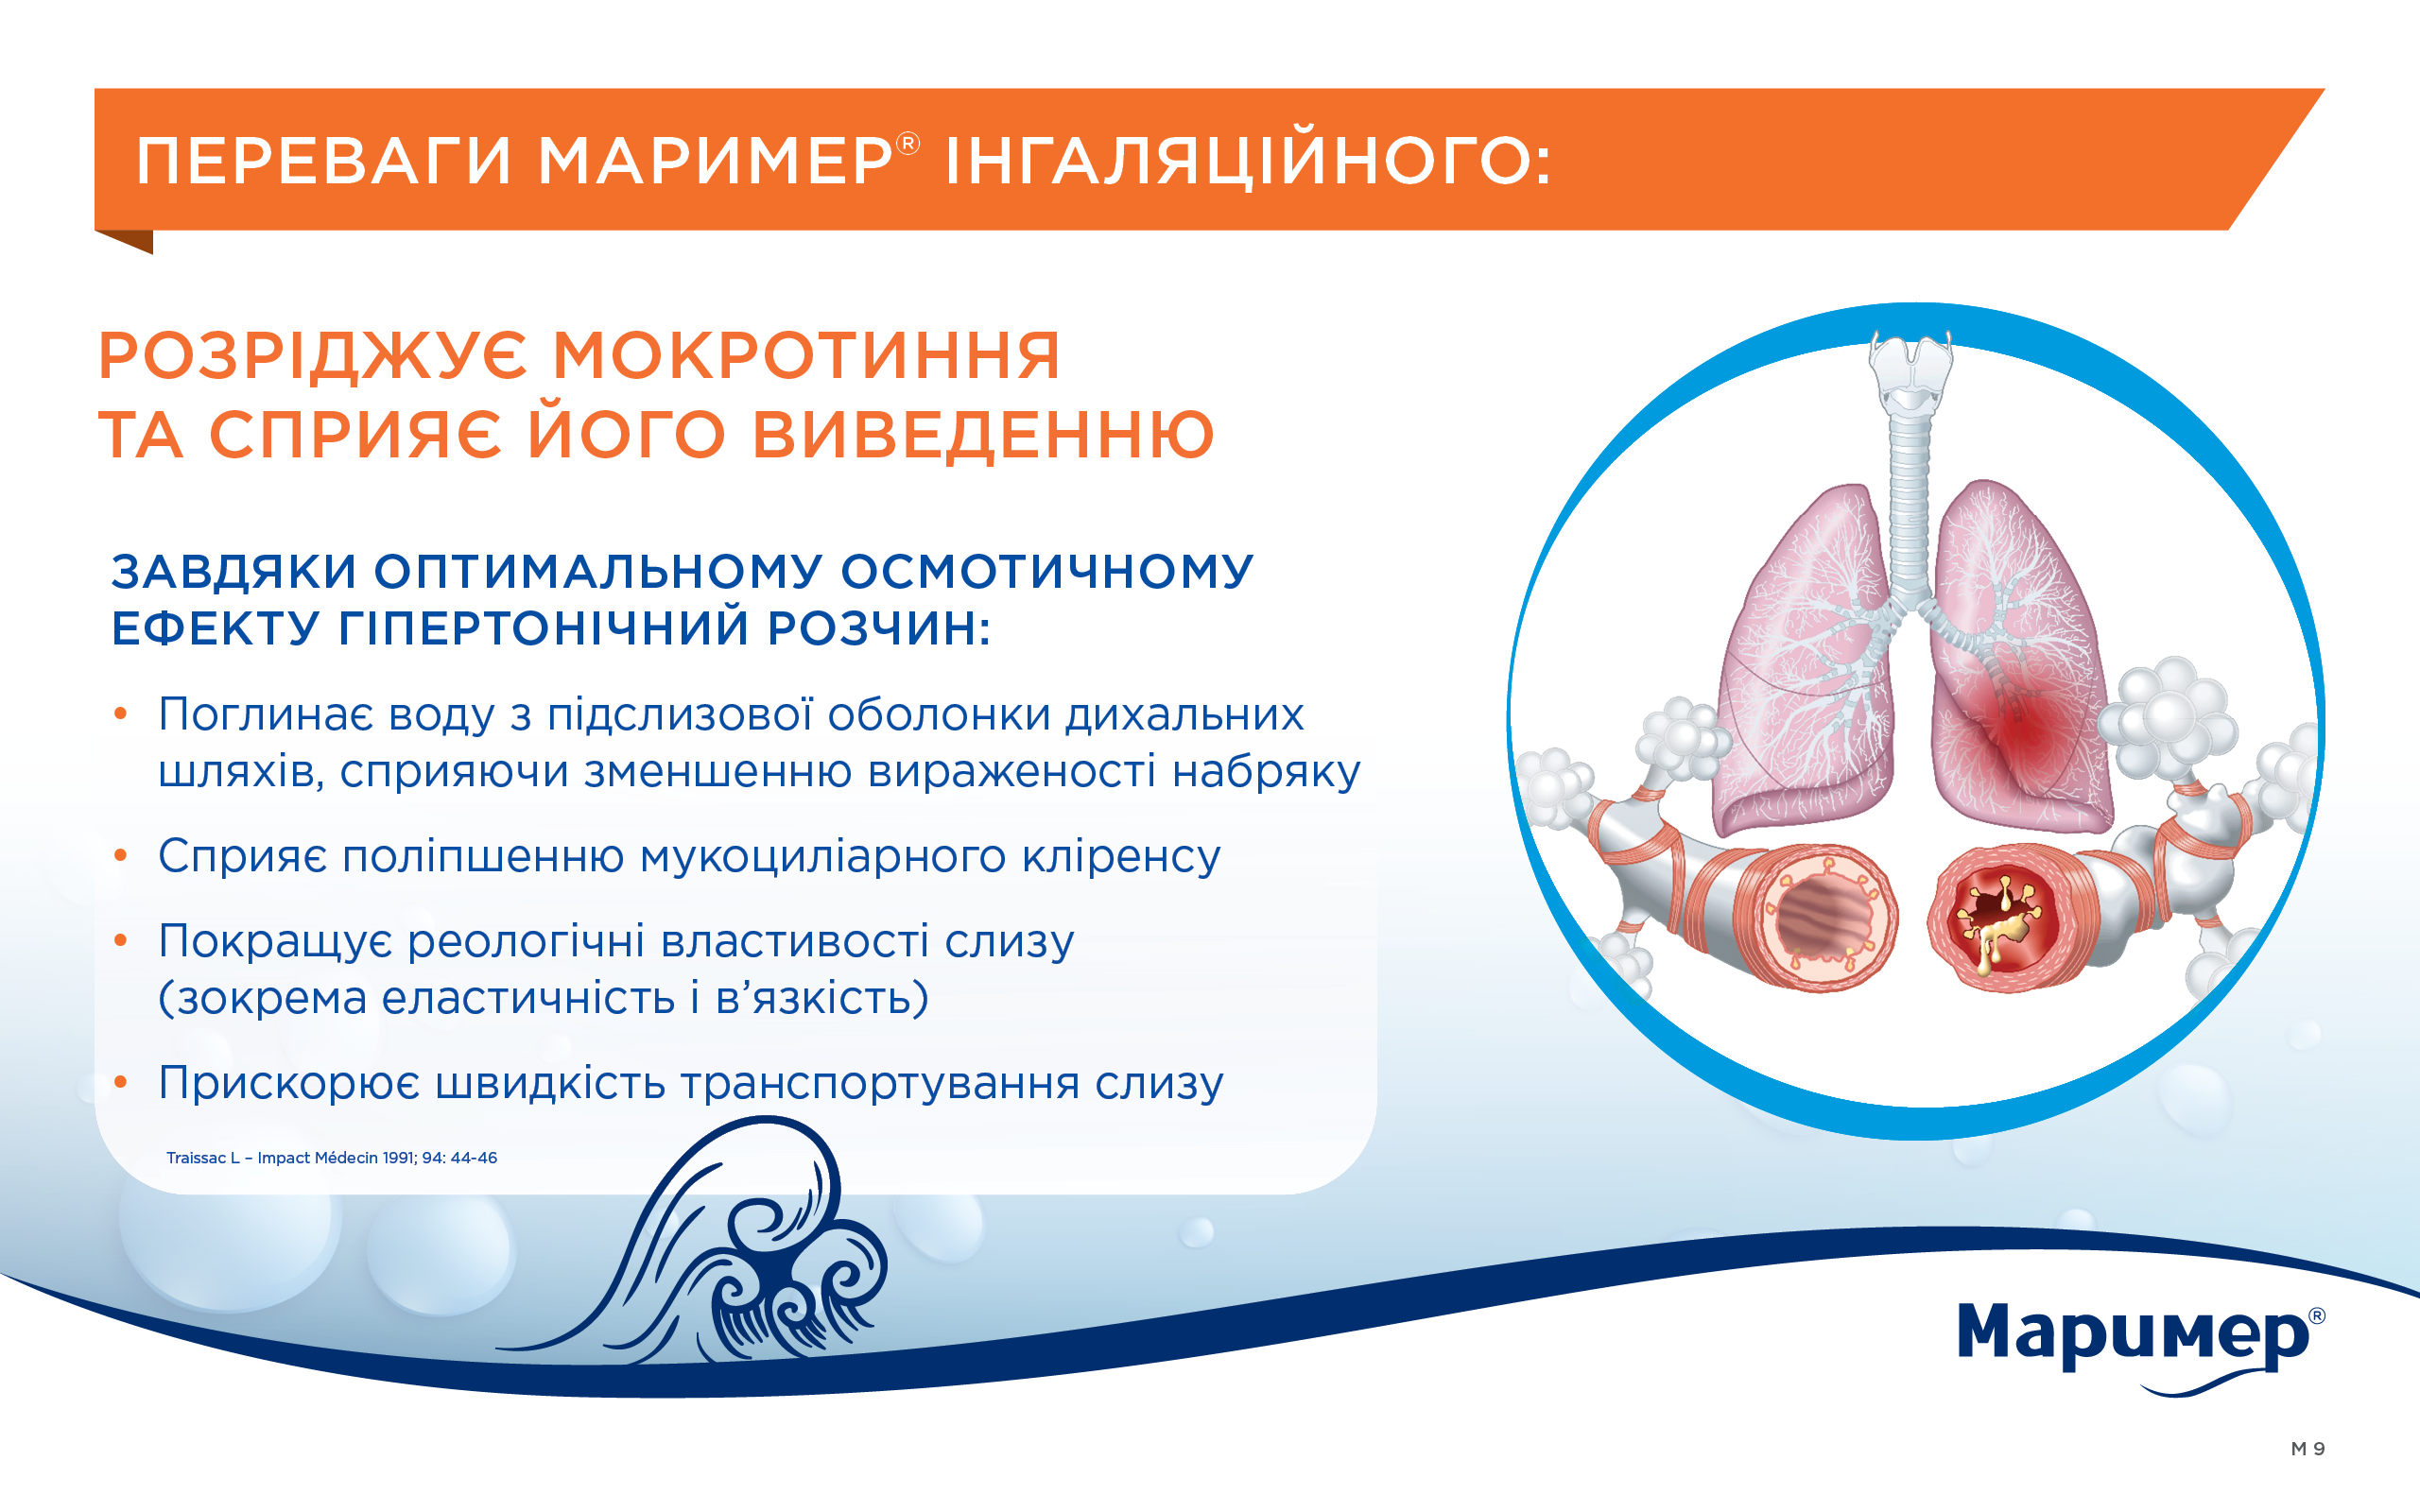 ПЕРЕВАГИ МАРИМЕР® ІНГАЛЯЦІЙНОГО:
РОЗРІДЖУЄ МОКРОТИННЯ
ТА СПРИЯЄ ЙОГО ВИВЕДЕННЮ
ЗАВДЯКИ ОПТИМАЛЬНОМУ ОСМОТИЧНОМУ
ЕФЕКТУ ГІПЕРТОНІЧНИЙ РОЗЧИН:
• Поглинає воду з підслизової оболонки дихальних
шляхів, сприяючи зменшенню вираженості набряку
• Сприяє поліпшенню мукоциліарного кліренсу
• Покращує реологічні властивості слизу
(зокрема еластичність і в’язкість)
• Прискорює швидкість транспортування слизу
Traissac L – Impact Médecin 1991; 94: 44-46
Маример®
М 9